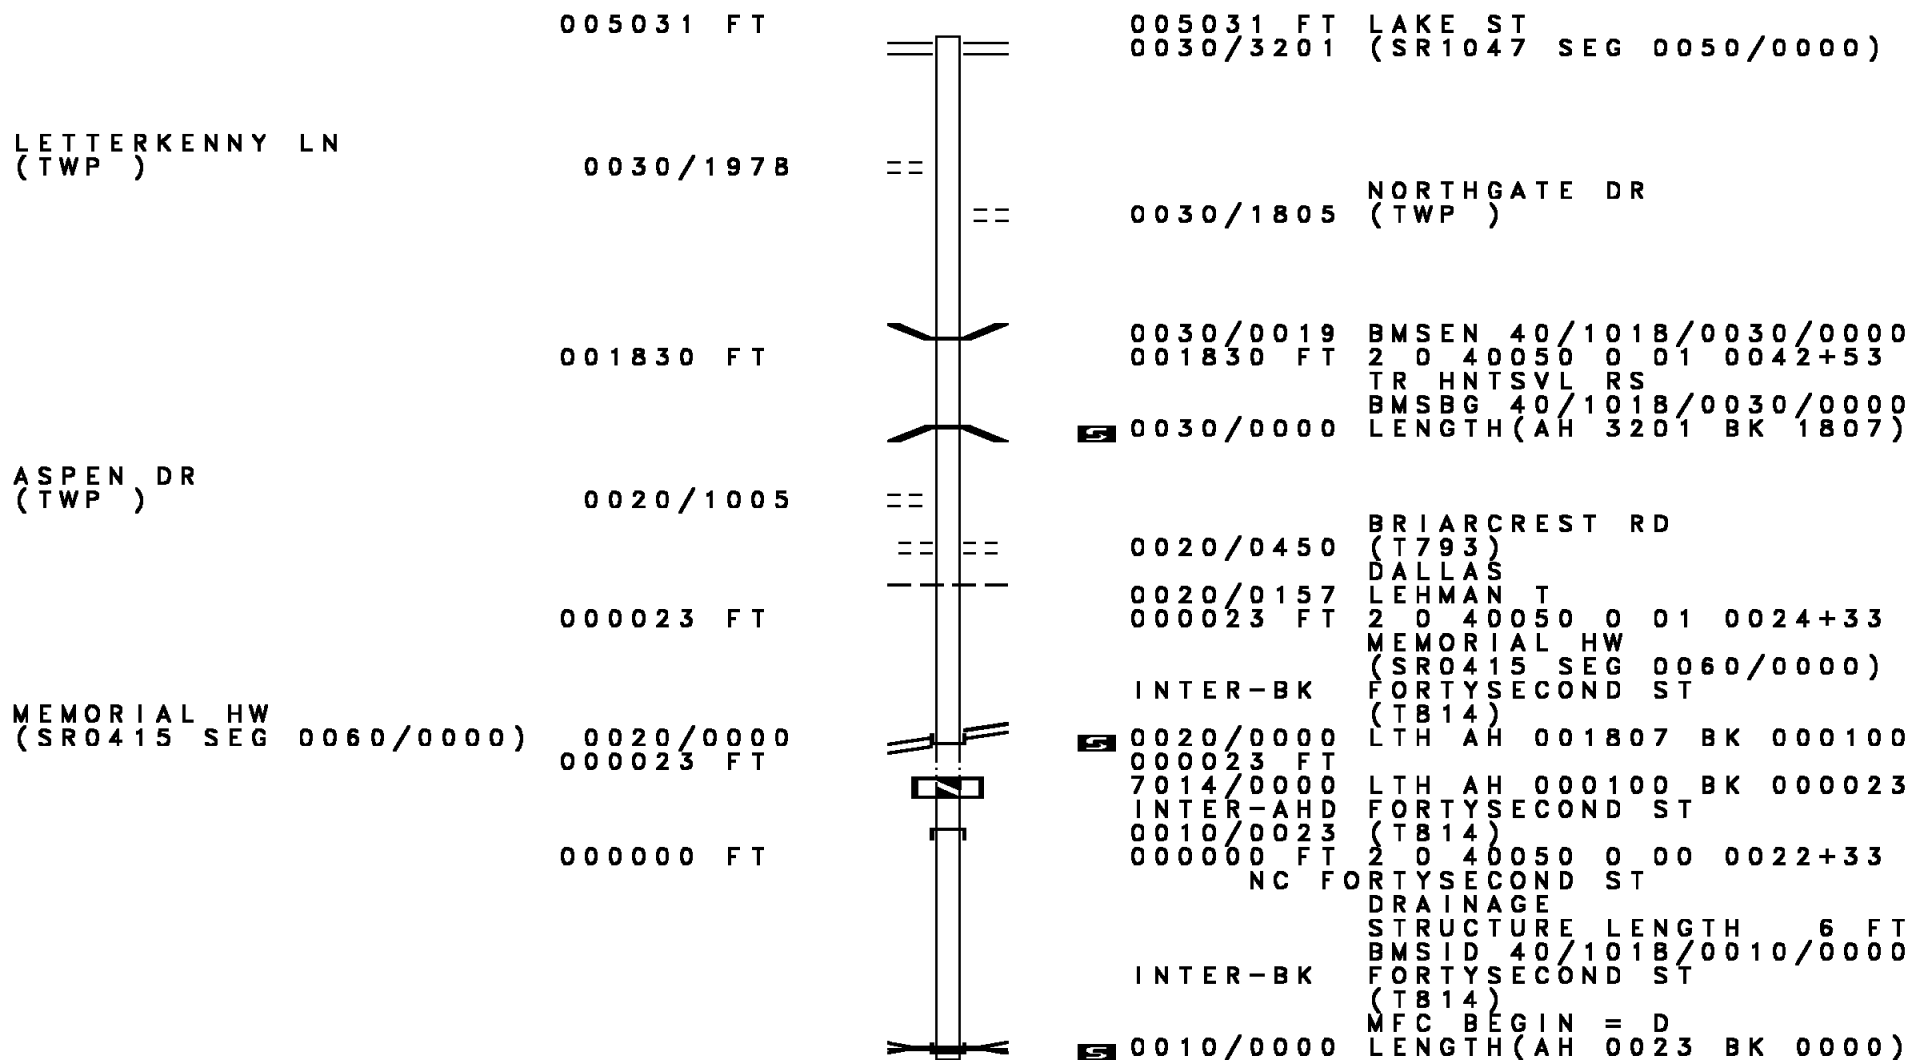 005031 FT 005031 FT LAKE ST
0030/3201 (SR1047 SEG 0050/0000)
LETTERKENNY LN
(TWP ) 0030/1978
NORTHGATE DR
0030/1805 (TWP )
0030/0019 BMSEN 40/1018/0030/0000
001830 FT 001830 FT 2 0 40050 0 01 0042+53
TR HNTSVL RS
BMSBG 40/1018/0030/0000
S 0030/0000 LENGTH(AH 3201 BK 1807)
ASPEN DR
(TWP ) 0020/1005
BRIARCREST RD
0020/0450 (T793)
DALLAS
0020/0157 LEHMAN T
000023 FT 000023 FT 2 0 40050 0 01 0024+33
MEMORIAL HW
(SR0415 SEG 0060/0000)
INTER-BK FORTYSECOND ST
MEMORIAL HW (T814)
(SR0415 SEG 0060/0000) 0020/0000 S 0020/0000 LTH AH 001807 BK 000100
000023 FT 000023 FT
7014/0000 LTH AH 000100 BK 000023
INTER-AHD FORTYSECOND ST
0010/0023 (T814)
000000 FT 000000 FT 2 0 40050 0 00 0022+33
NC FORTYSECOND ST
DRAINAGE
STRUCTURE LENGTH 6 FT
BMSID 40/1018/0010/0000
INTER-BK FORTYSECOND ST
(T814)
MFC BEGIN = D
S 0010/0000 LENGTH(AH 0023 BK 0000)